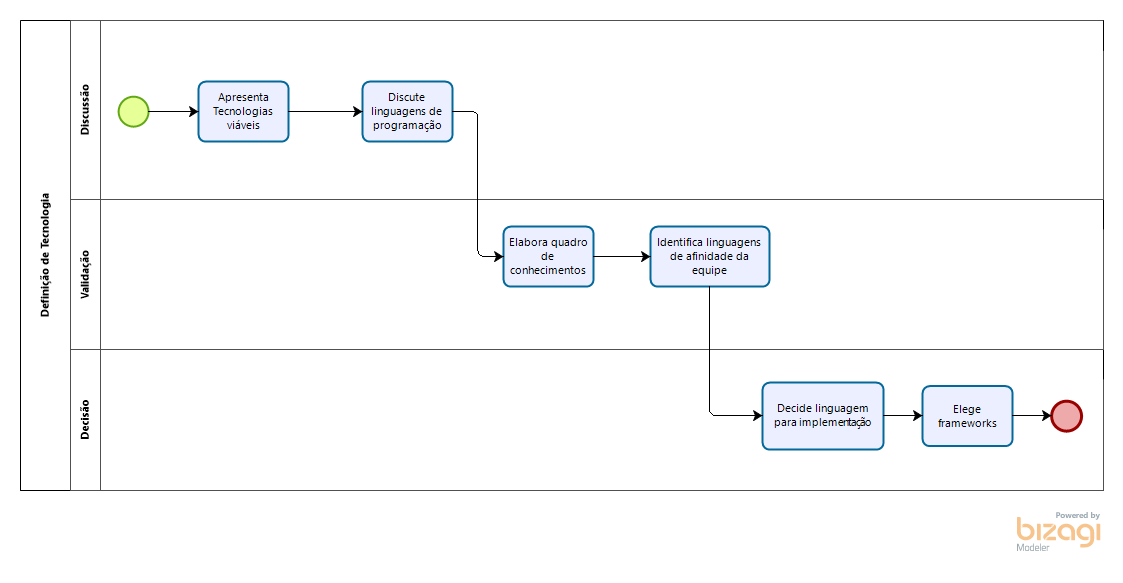 Definição de Tecnologia
Discussão
Apresenta
Tecnologias
viáveis
Discute
linguagens de
programação
Validação
Elabora quadro
de
conhecimentos
Identifica linguagens
de afinidade da
equipe
Decisão
Decide linguagem
para implementação
Elege
frameworks
Powered by
bizagi
Modeler